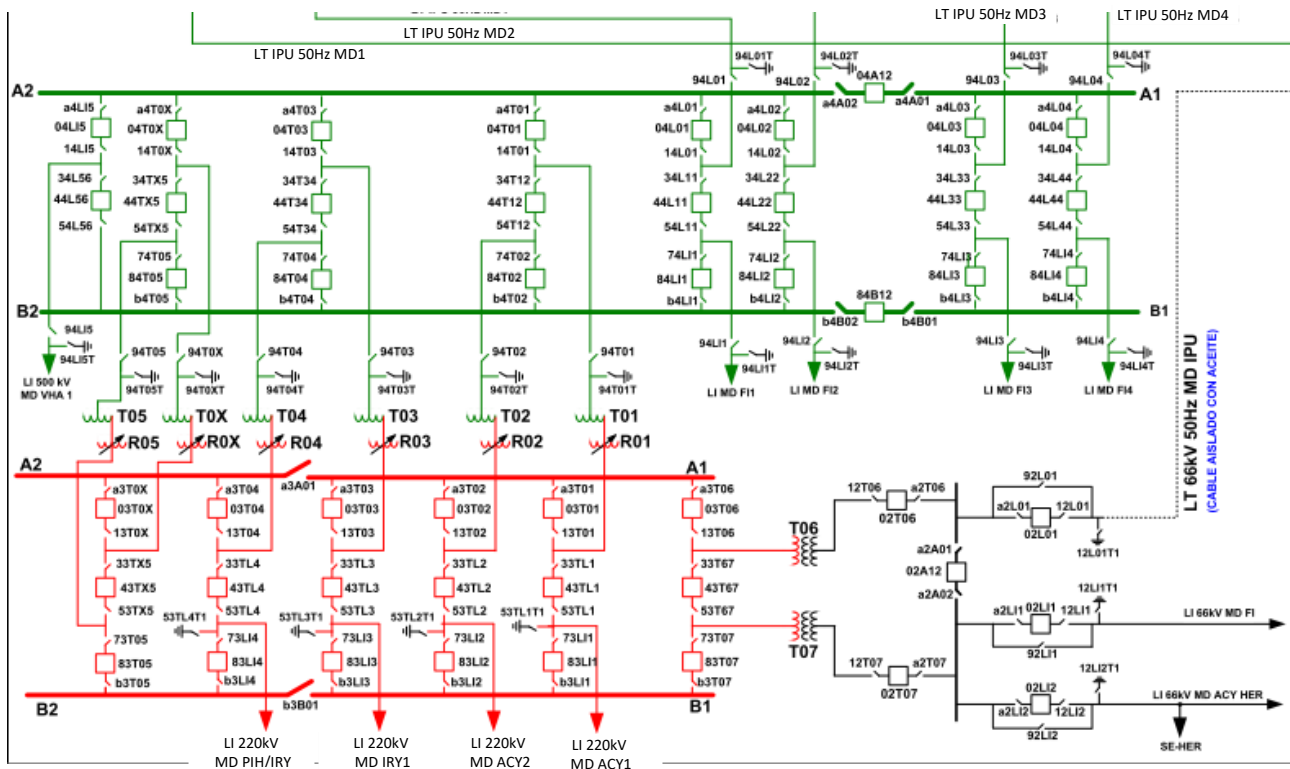 LT IPU 50Hz MD2
LT IPU 50Hz MD1
LT IPU 50Hz MD3
LT IPU 50Hz MD4
94L01T 94L02T 94L03T 94L04T
94L01 94L02 04A12 94L03 94L04
A2 a4A02 a4A01 A1
a4LI5 a4T0X a4T03 a4T01 a4L01 a4L02 a4L03 a4L04
04LI5 04T0X 04T03 04T01 04L01 04L02 04L03 04L04
14LI5 14T0X 14T03 14T01 14L01 14L02 14L03 14L04
34L56 34TX5 34T34 34T12 34L11 34L22 34L33 34L44
44L56 44TX5 44T34 44T12 44L11 44L22 44L33 44L44
54L56 54TX5 54T34 54T12 54L11 54L22 54L33 54L44
74T05 74T04 74T02 74LI1 74LI2 74LI3 74LI4
84T05 84T04 84T02 84LI1 84LI2 84LI3 84LI4
b4T05 b4T04 b4T02 b4LI1 b4LI2 84B12 b4LI3 b4LI4
B2 b4B02 b4B01 B1
94LI5 94T05 94T0X 94T04 94T03 94T02 94T01 94LI1 94LI2 94LI3 94LI4
94LI5T 94T05T 94T0XT 94T04T 94T03T 94T02T 94T01T 94LI1T 94LI2T 94LI3T 94LI4T
LI 500 kV
MD VHA 1
LI MD FI1 LI MD FI2 LI MD FI3 LI MD FI4
T05 T0X T04 T03 T02 T01
R05 R0X R04 R03 R02 R01
LT 66kV 50Hz MD IPU
(CABLE AISLADO CON ACEITE)
A2 a3A01 A1
a3T0X a3T04 a3T03 a3T02 a3T01 a3T06
03T0X 03T04 03T03 03T02 03T01 03T06
13T0X 13T04 13T03 13T02 13T01 13T06
33TX5 33TL4 33TL3 33TL2 33TL1 33T67
43TX5 43TL4 43TL3 43TL2 43TL1 43T67
53TX5 53TL4 53TL3 53TL2 53TL1 53T67
53TL4T1 53TL3T1 53TL2T1 53TL1T1
73T05 73LI4 73LI3 73LI2 73LI1 73T07
83T05 83LI4 83LI3 83LI2 83LI1 83T07
b3T05 b3LI4 b3LI3 b3LI2 b3LI1 b3T07
B2 b3B01 B1
LI 220kV
MD PIH/IRY
LI 220kV
MD IRY1
LI 220kV
MD ACY2
LI 220kV
MD ACY1
T06
12T06 a2T06
02T06
T07
12T07 a2T07
02T07
92L01
a2L01 12L01
02L01
12L01T1
a2A01
02A12
a2A02
12LI1T1
a2LI1 02LI1 12LI1
92LI1
LI 66kV MD FI
12LI2T1
02LI2
a2LI2 12LI2
92LI2
LI 66kV MD ACY HER
SE-HER